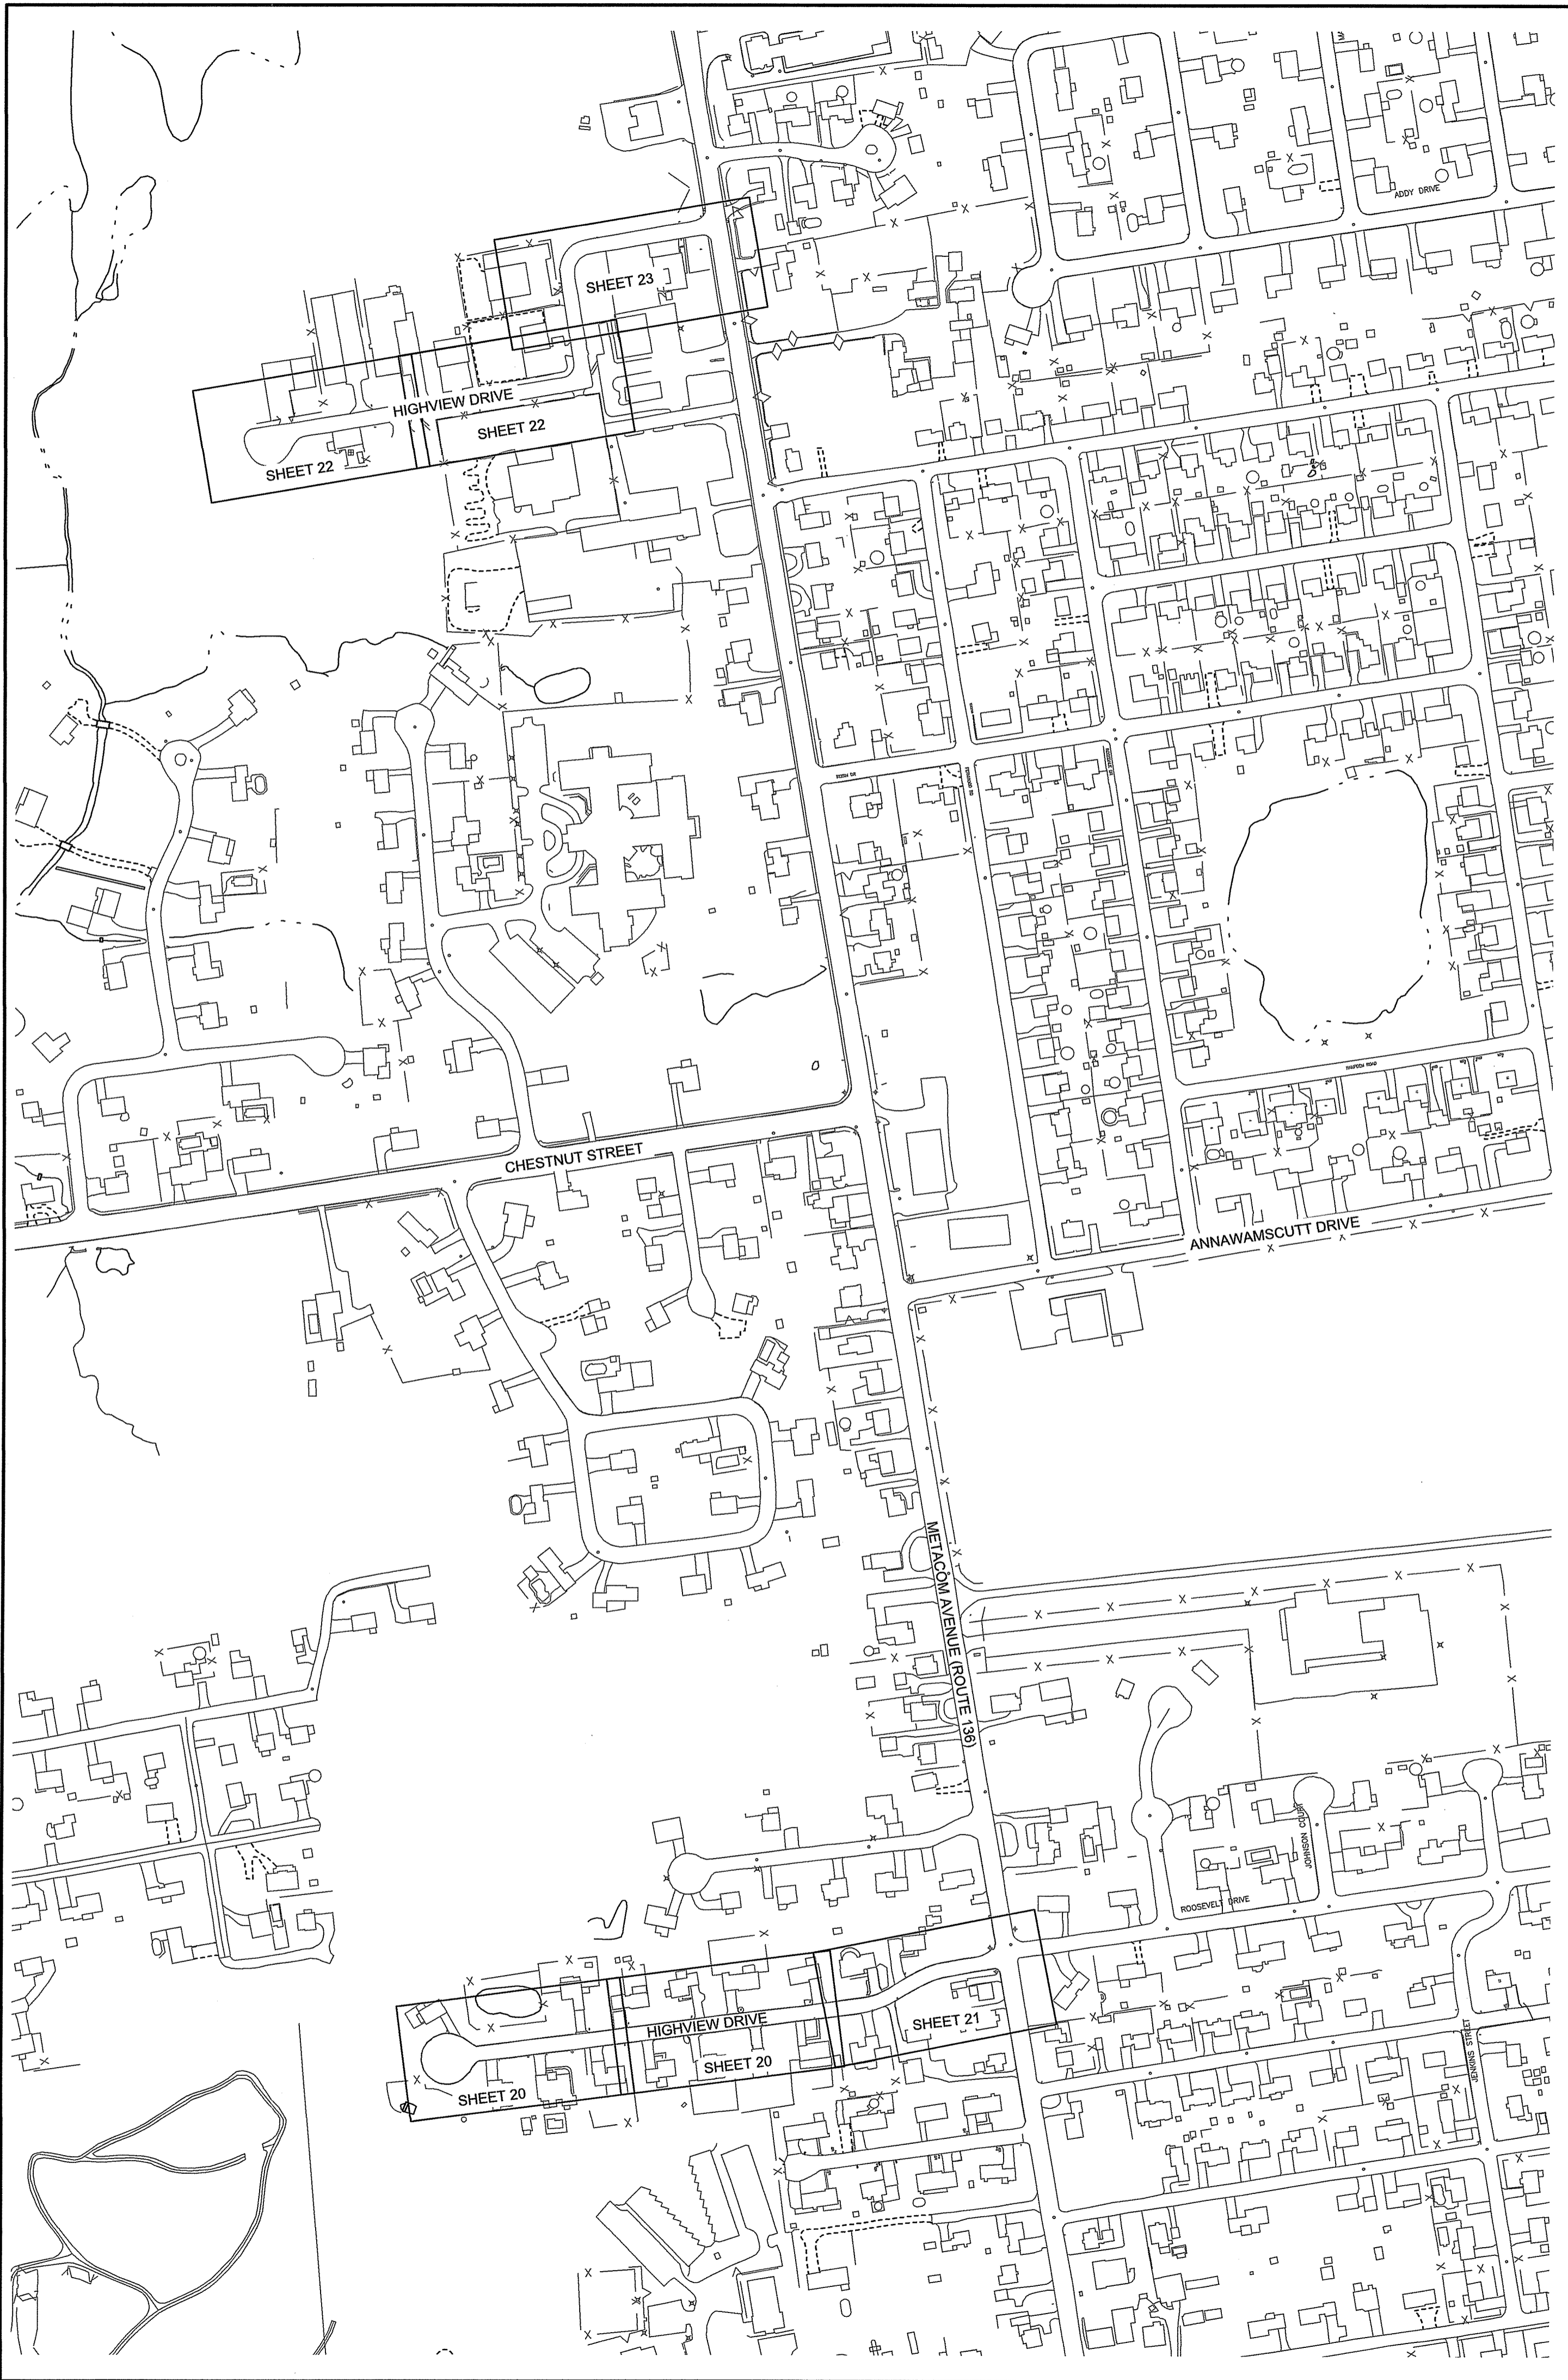 ADDY DRIVE
SHEET 23
HIGHVIEW DRIVE
SHEET 22
SHEET 22
CHESTNUT STREET
ANNAWAMSCUTT DRIVE
METACOM AVENUE (ROUTE 136)
JOHNSON COURT
ROOSEVELT DRIVE
HIGHVIEW DRIVE
SHEET 21
SHEET 20
SHEET 20
JENKINS STREET